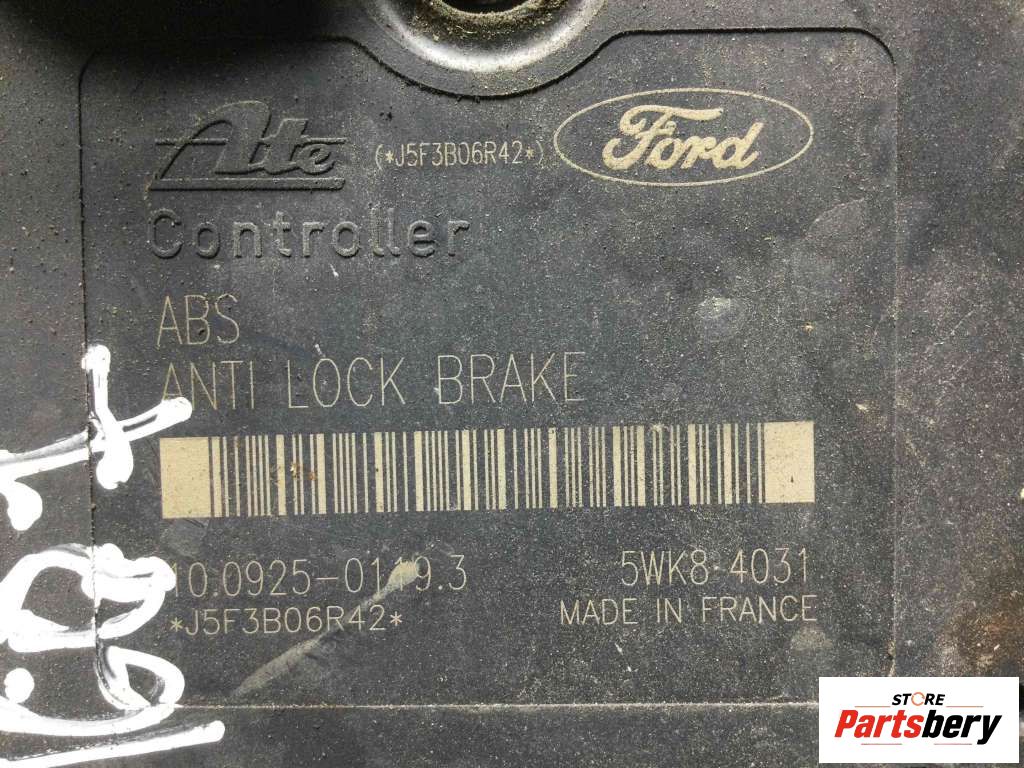 Ate (*J5F3B06R42*) Ford
Controller
ABS
ANTI LOCK BRAKE
10.0925-0119.3 5WK8 4031
*J5F3B06R42* MADE IN FRANCE
STORE
Partsbery